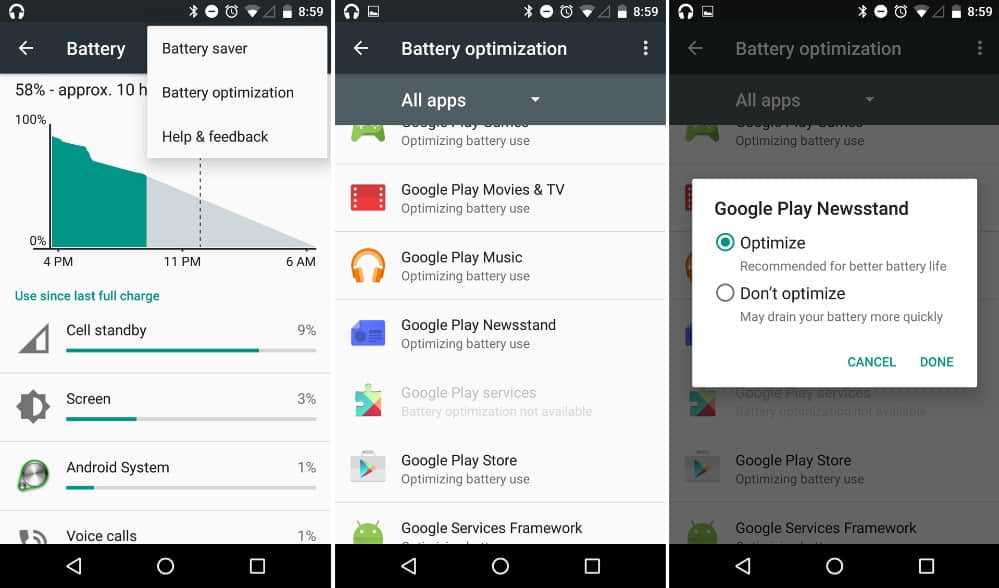 8:59
Battery
Battery saver
Battery optimization
Help & feedback
58% - approx. 10 h
100%
0%
4 PM
11 PM
6 AM
Use since last full charge
Cell standby
9%
Screen
3%
Android System
1%
Voice calls
1%
8:59
Battery optimization
All apps
Google Play Games
Optimizing battery use
Google Play Movies & TV
Optimizing battery use
Google Play Music
Optimizing battery use
Google Play Newsstand
Optimizing battery use
Google Play services
Battery optimization not available
Google Play Store
Optimizing battery use
Google Services Framework
Optimizing battery use
8:59
Battery optimization
All apps
Google Play Games
Optimizing battery use
Google Play Newsstand
Optimize
Recommended for better battery life
Don't optimize
May drain your battery more quickly
CANCEL
DONE
Google Play services
Battery optimization not available
Google Play Store
Optimizing battery use
Google Services Framework